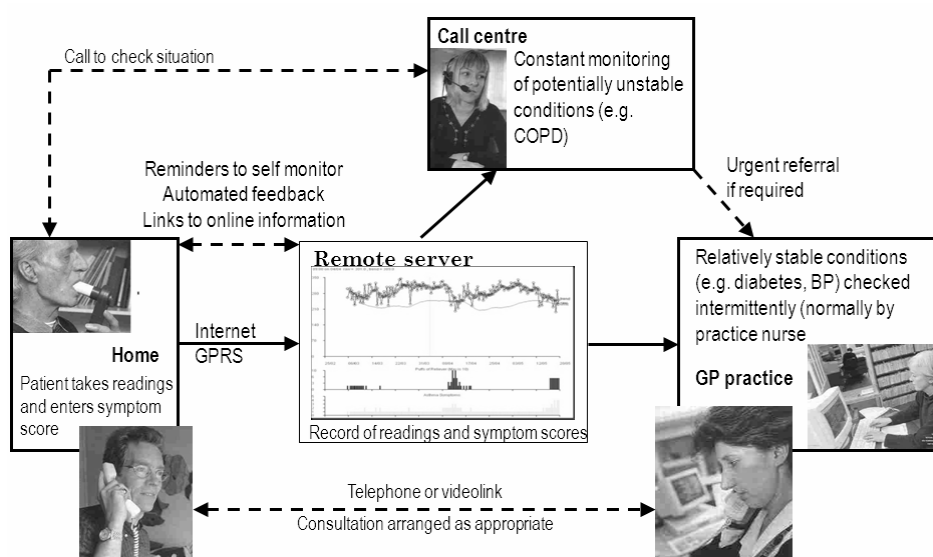 Call centre
Constant monitoring
of potentially unstable
conditions (e.g.
COPD)
Call to check situation
Reminders to self monitor
Automated feedback
Links to online information
Urgent referral
if required
Remote server
Record of readings and symptom scores
Internet
GPRS
Home
Patient takes readings
and enters symptom
score
Relatively stable conditions
(e.g. diabetes, BP) checked
intermittently (normally by
practice nurse
GP practice
Telephone or videolink
Consultation arranged as appropriate